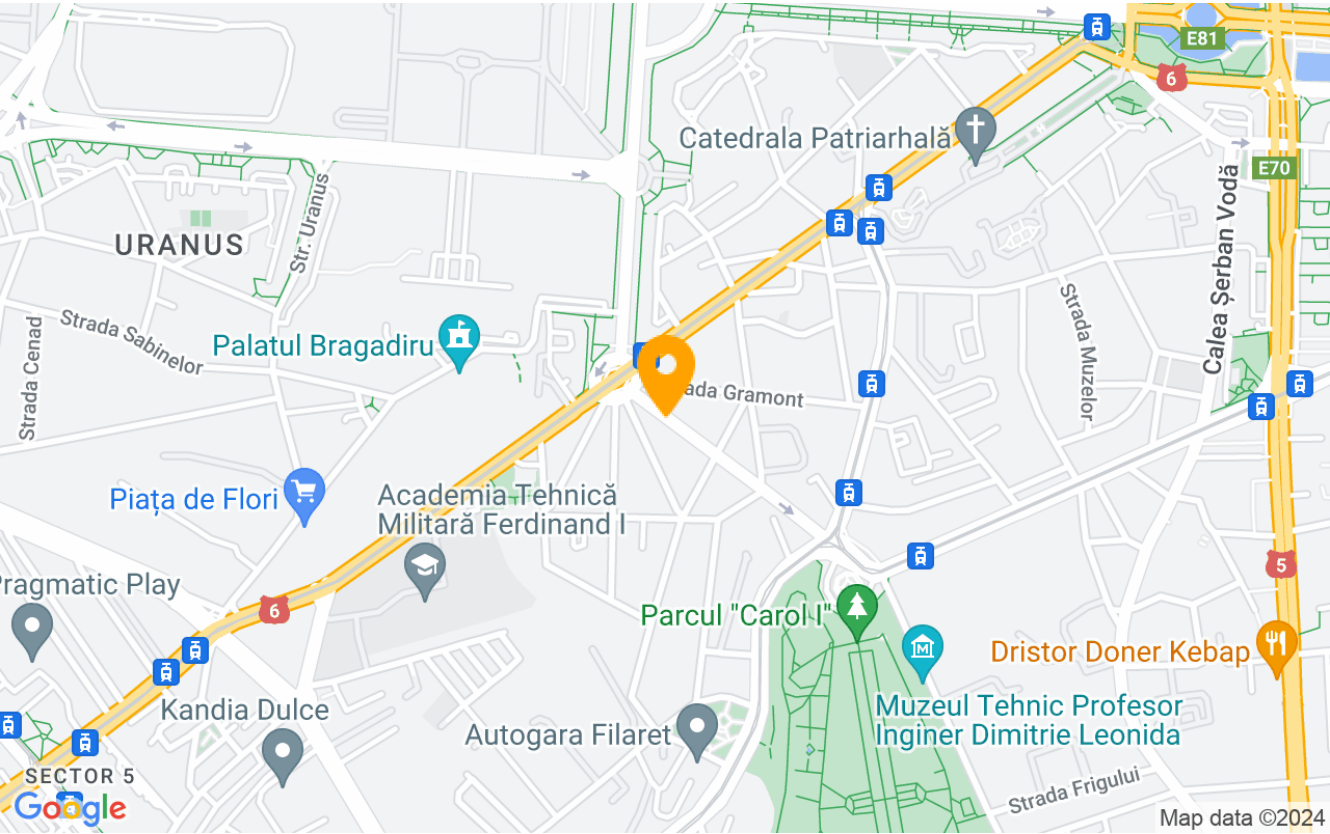 E81
6
Catedrala Patriarhală
E70
Calea Șerban Vodă
Str. Uranus
URANUS
Strada Muzelor
Strada Sabinelor
Strada Cenad
Palatul Bragadiru
ada Gramont
Piața de Flori
Academia Tehnică
Militară Ferdinand I
5
Pragmatic Play
6
Parcul "Carol I"
M
Dristor Doner Kebap
Kandia Dulce
Muzeul Tehnic Profesor
Inginer Dimitrie Leonida
Autogara Filaret
SECTOR 5
Strada Frigului
Google
Map data ©2024